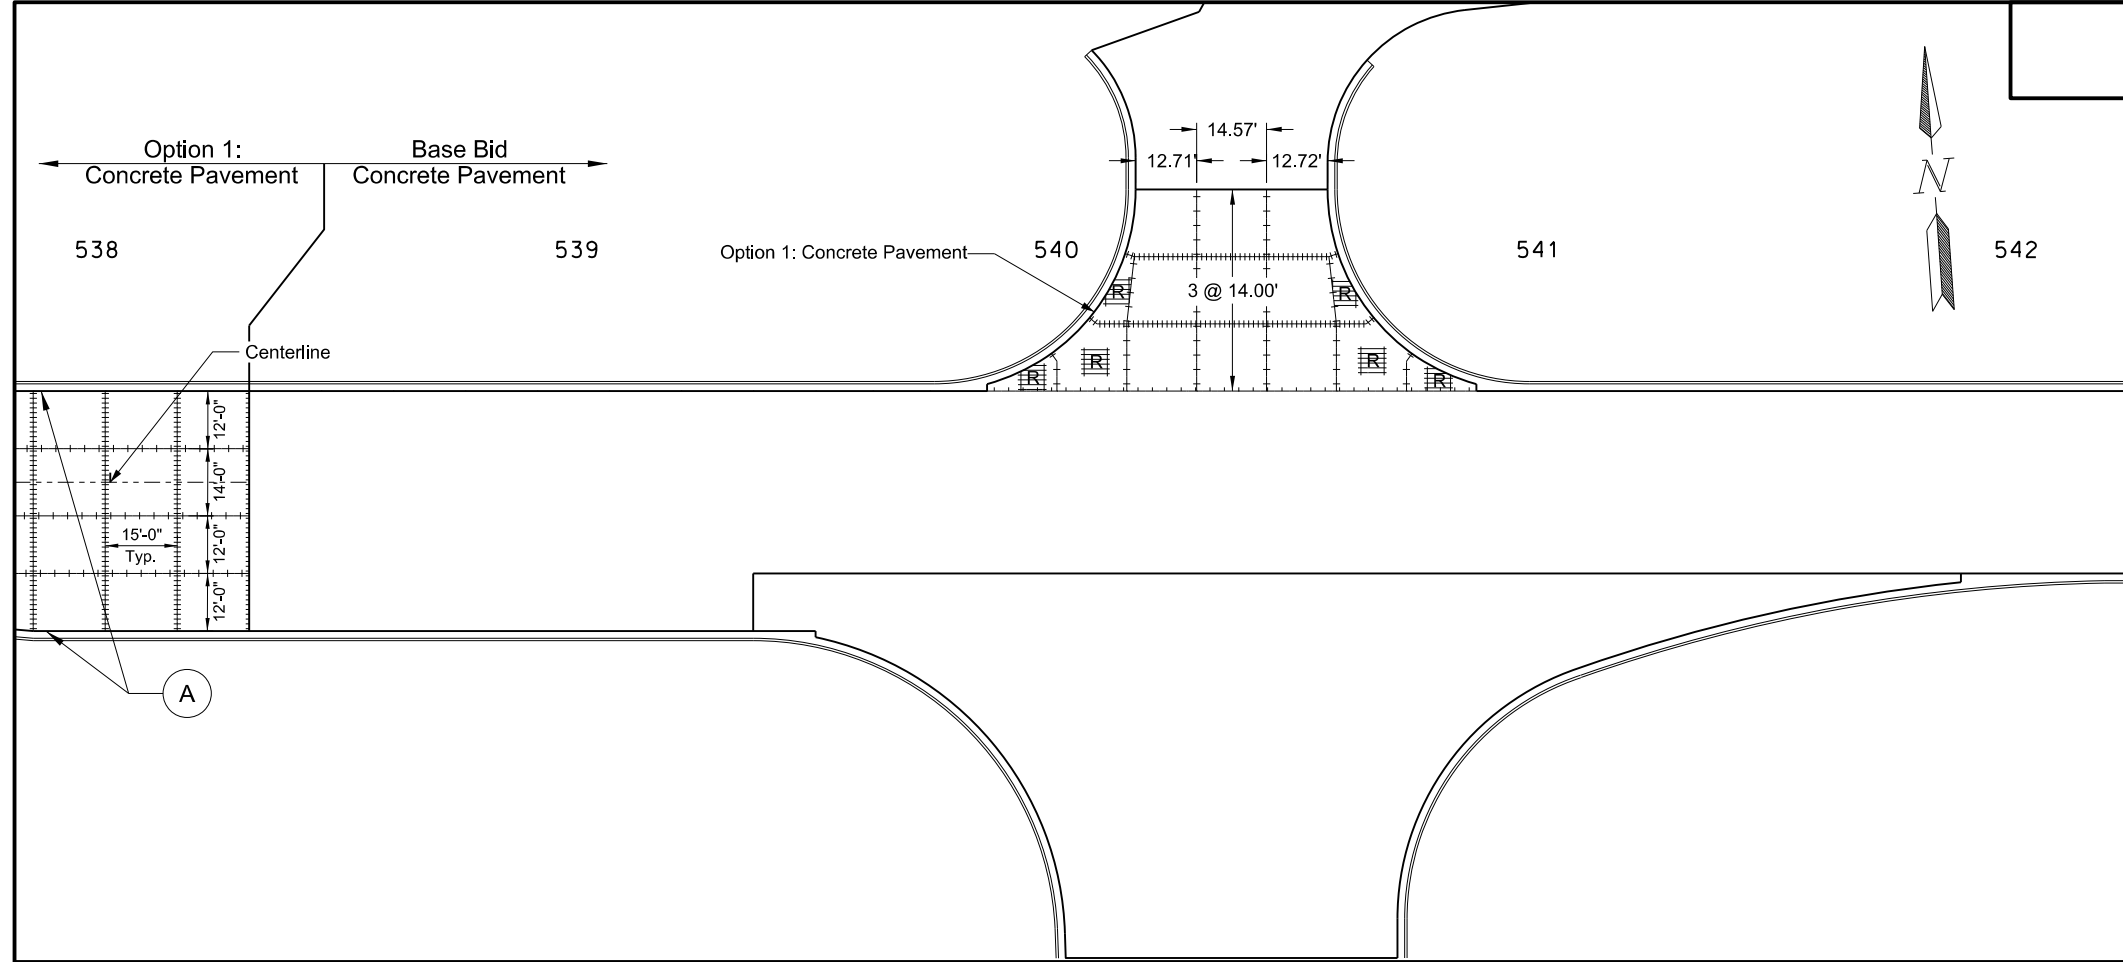 Option 1:
Concrete Pavement
Base Bid
Concrete Pavement
14.57'
12.71'
12.72'
N
538
539
Option 1: Concrete Pavement
540
541
542
3 @ 14.00'
R
R
R
R
R
R
Centerline
12'-0"
14'-0"
12'-0"
12'-0"
15'-0"
Typ.
A